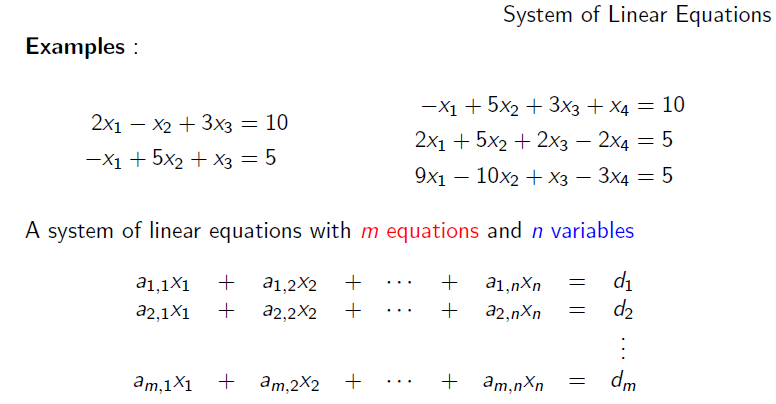 System of Linear Equations
Examples :
2x₁ − x₂ + 3x₃ = 10
−x₁ + 5x₂ + x₃ = 5
−x₁ + 5x₂ + 3x₃ + x₄ = 10
2x₁ + 5x₂ + 2x₃ − 2x₄ = 5
9x₁ − 10x₂ + x₃ − 3x₄ = 5
A system of linear equations with m equations and n variables
a₁,₁x₁ + a₁,₂x₂ + ⋯ + a₁,ₙxₙ = d₁
a₂,₁x₁ + a₂,₂x₂ + ⋯ + a₂,ₙxₙ = d₂
⋮
aₘ,₁x₁ + aₘ,₂x₂ + ⋯ + aₘ,ₙxₙ = dₘ